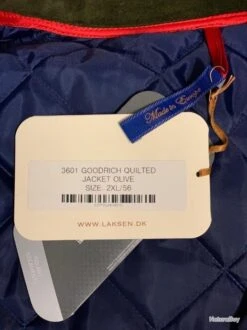 Made in Europe
3601 GOODRICH QUILTED
JACKET OLIVE
SIZE: 2XL/56
WWW.LAKSEN.DK
NaturaBuy